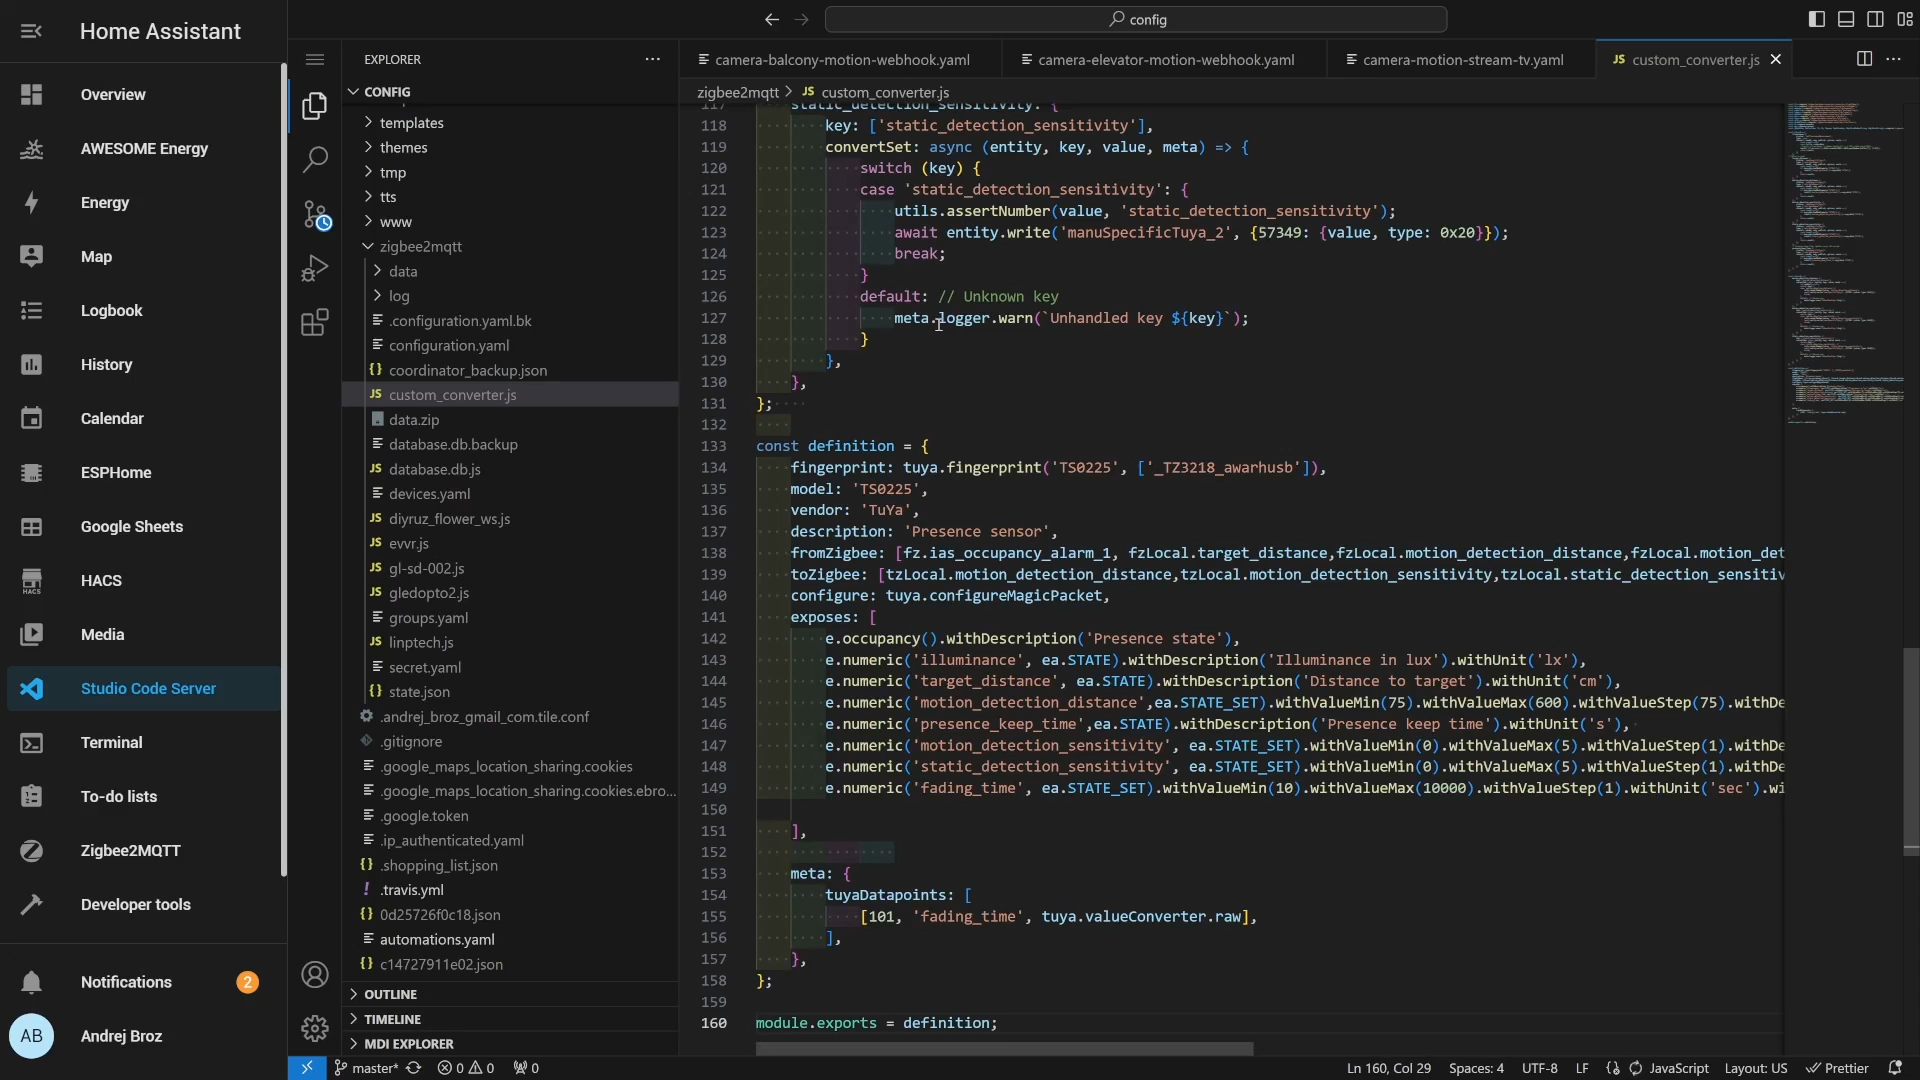 Home Assistant
Overview
AWESOME Energy
Energy
Map
Logbook
History
Calendar
ESPHome
Google Sheets
HACS
Media
Studio Code Server
Terminal
To-do lists
Zigbee2MQTT
Developer tools
Notifications 2
AB Andrej Broz
config
EXPLORER
CONFIG
templates
themes
tmp
tts
www
zigbee2mqtt
data
log
.configuration.yaml.bk
configuration.yaml
{} coordinator_backup.json
JS custom_converter.js
data.zip
database.db.backup
JS database.db.js
devices.yaml
JS diyruz_flower_ws.js
JS evvr.js
JS gl-sd-002.js
JS gledopto2.js
groups.yaml
JS linptech.js
secret.yaml
{} state.json
.andrej_broz_gmail_com.tile.conf
.gitignore
.google_maps_location_sharing.cookies
.google_maps_location_sharing.cookies.ebro...
.google.token
.ip_authenticated.yaml
{} .shopping_list.json
! .travis.yml
{} 0d25726f0c18.json
automations.yaml
{} c14727911e02.json
OUTLINE
TIMELINE
MDI EXPLORER
camera-balcony-motion-webhook.yaml
camera-elevator-motion-webhook.yaml
camera-motion-stream-tv.yaml
JS custom_converter.js
zigbee2mqtt > JS custom_converter.js
117 static_detection_sensitivity: {
118 key: ['static_detection_sensitivity'],
119 convertSet: async (entity, key, value, meta) => {
120 switch (key) {
121 case 'static_detection_sensitivity': {
122 utils.assertNumber(value, 'static_detection_sensitivity');
123 await entity.write('manuSpecificTuya_2', {57349: {value, type: 0x20}});
124 break;
125 }
126 default: // Unknown key
127 meta.logger.warn(`Unhandled key ${key}`);
128 }
129 },
130 },
131 };
132
133 const definition = {
134 fingerprint: tuya.fingerprint('TS0225', ['_TZ3218_awarhusb']),
135 model: 'TS0225',
136 vendor: 'TuYa',
137 description: 'Presence sensor',
138 fromZigbee: [fz.ias_occupancy_alarm_1, fzLocal.target_distance,fzLocal.motion_detection_distance,fzLocal.motion_det
139 toZigbee: [tzLocal.motion_detection_distance,tzLocal.motion_detection_sensitivity,tzLocal.static_detection_sensitiv
140 configure: tuya.configureMagicPacket,
141 exposes: [
142 e.occupancy().withDescription('Presence state'),
143 e.numeric('illuminance', ea.STATE).withDescription('Illuminance in lux').withUnit('lx'),
144 e.numeric('target_distance', ea.STATE).withDescription('Distance to target').withUnit('cm'),
145 e.numeric('motion_detection_distance',ea.STATE_SET).withValueMin(75).withValueMax(600).withValueStep(75).withDe
146 e.numeric('presence_keep_time',ea.STATE).withDescription('Presence keep time').withUnit('s'),
147 e.numeric('motion_detection_sensitivity', ea.STATE_SET).withValueMin(0).withValueMax(5).withValueStep(1).withDe
148 e.numeric('static_detection_sensitivity', ea.STATE_SET).withValueMin(0).withValueMax(5).withValueStep(1).withDe
149 e.numeric('fading_time', ea.STATE_SET).withValueMin(10).withValueMax(10000).withValueStep(1).withUnit('sec').wi
150
151 ],
152
153 meta: {
154 tuyaDatapoints: [
155 [101, 'fading_time', tuya.valueConverter.raw],
156 ],
157 },
158 };
159
160 module.exports = definition;
master* 0 0 0
Ln 160, Col 29 Spaces: 4 UTF-8 LF {} JavaScript Layout: US Prettier